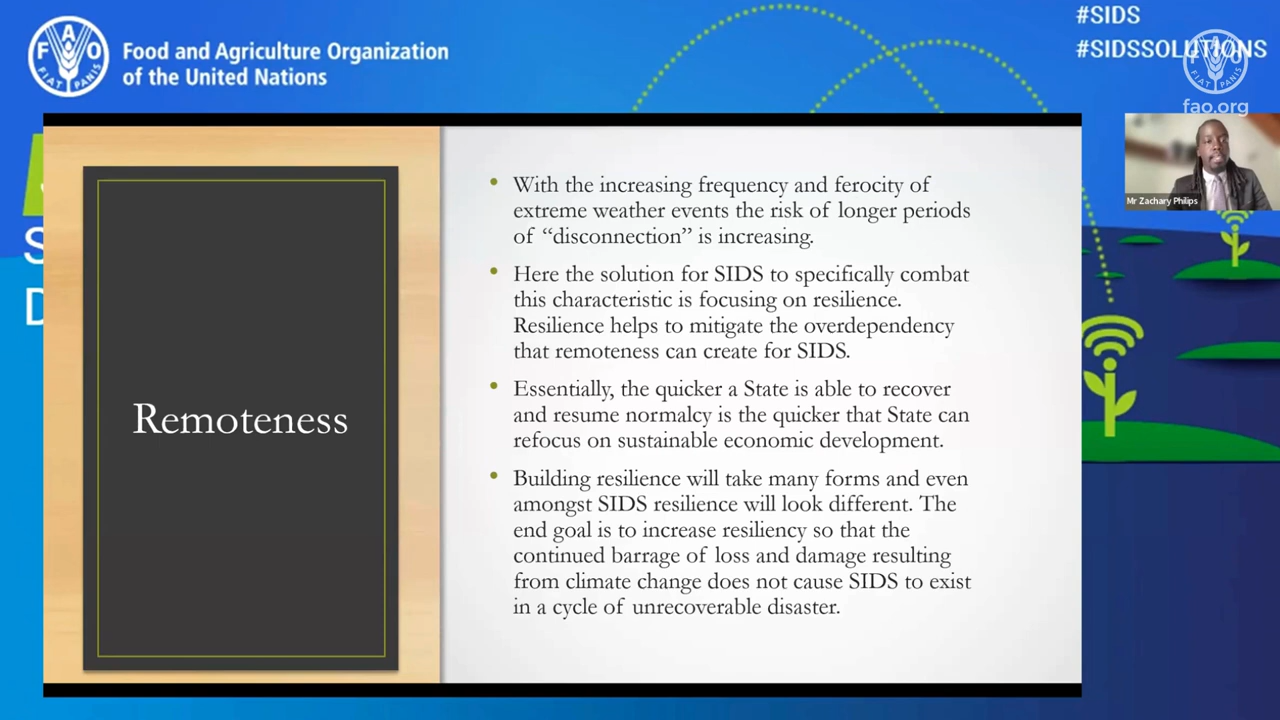 Food and Agriculture Organization
of the United Nations
#SIDS
#SIDSSOLUTIONS
fao.org
Mr Zachary Philips
Remoteness
• With the increasing frequency and ferocity of
extreme weather events the risk of longer periods
of “disconnection” is increasing.
• Here the solution for SIDS to specifically combat
this characteristic is focusing on resilience.
Resilience helps to mitigate the overdependency
that remoteness can create for SIDS.
• Essentially, the quicker a State is able to recover
and resume normalcy is the quicker that State can
refocus on sustainable economic development.
• Building resilience will take many forms and even
amongst SIDS resilience will look different. The
end goal is to increase resiliency so that the
continued barrage of loss and damage resulting
from climate change does not cause SIDS to exist
in a cycle of unrecoverable disaster.